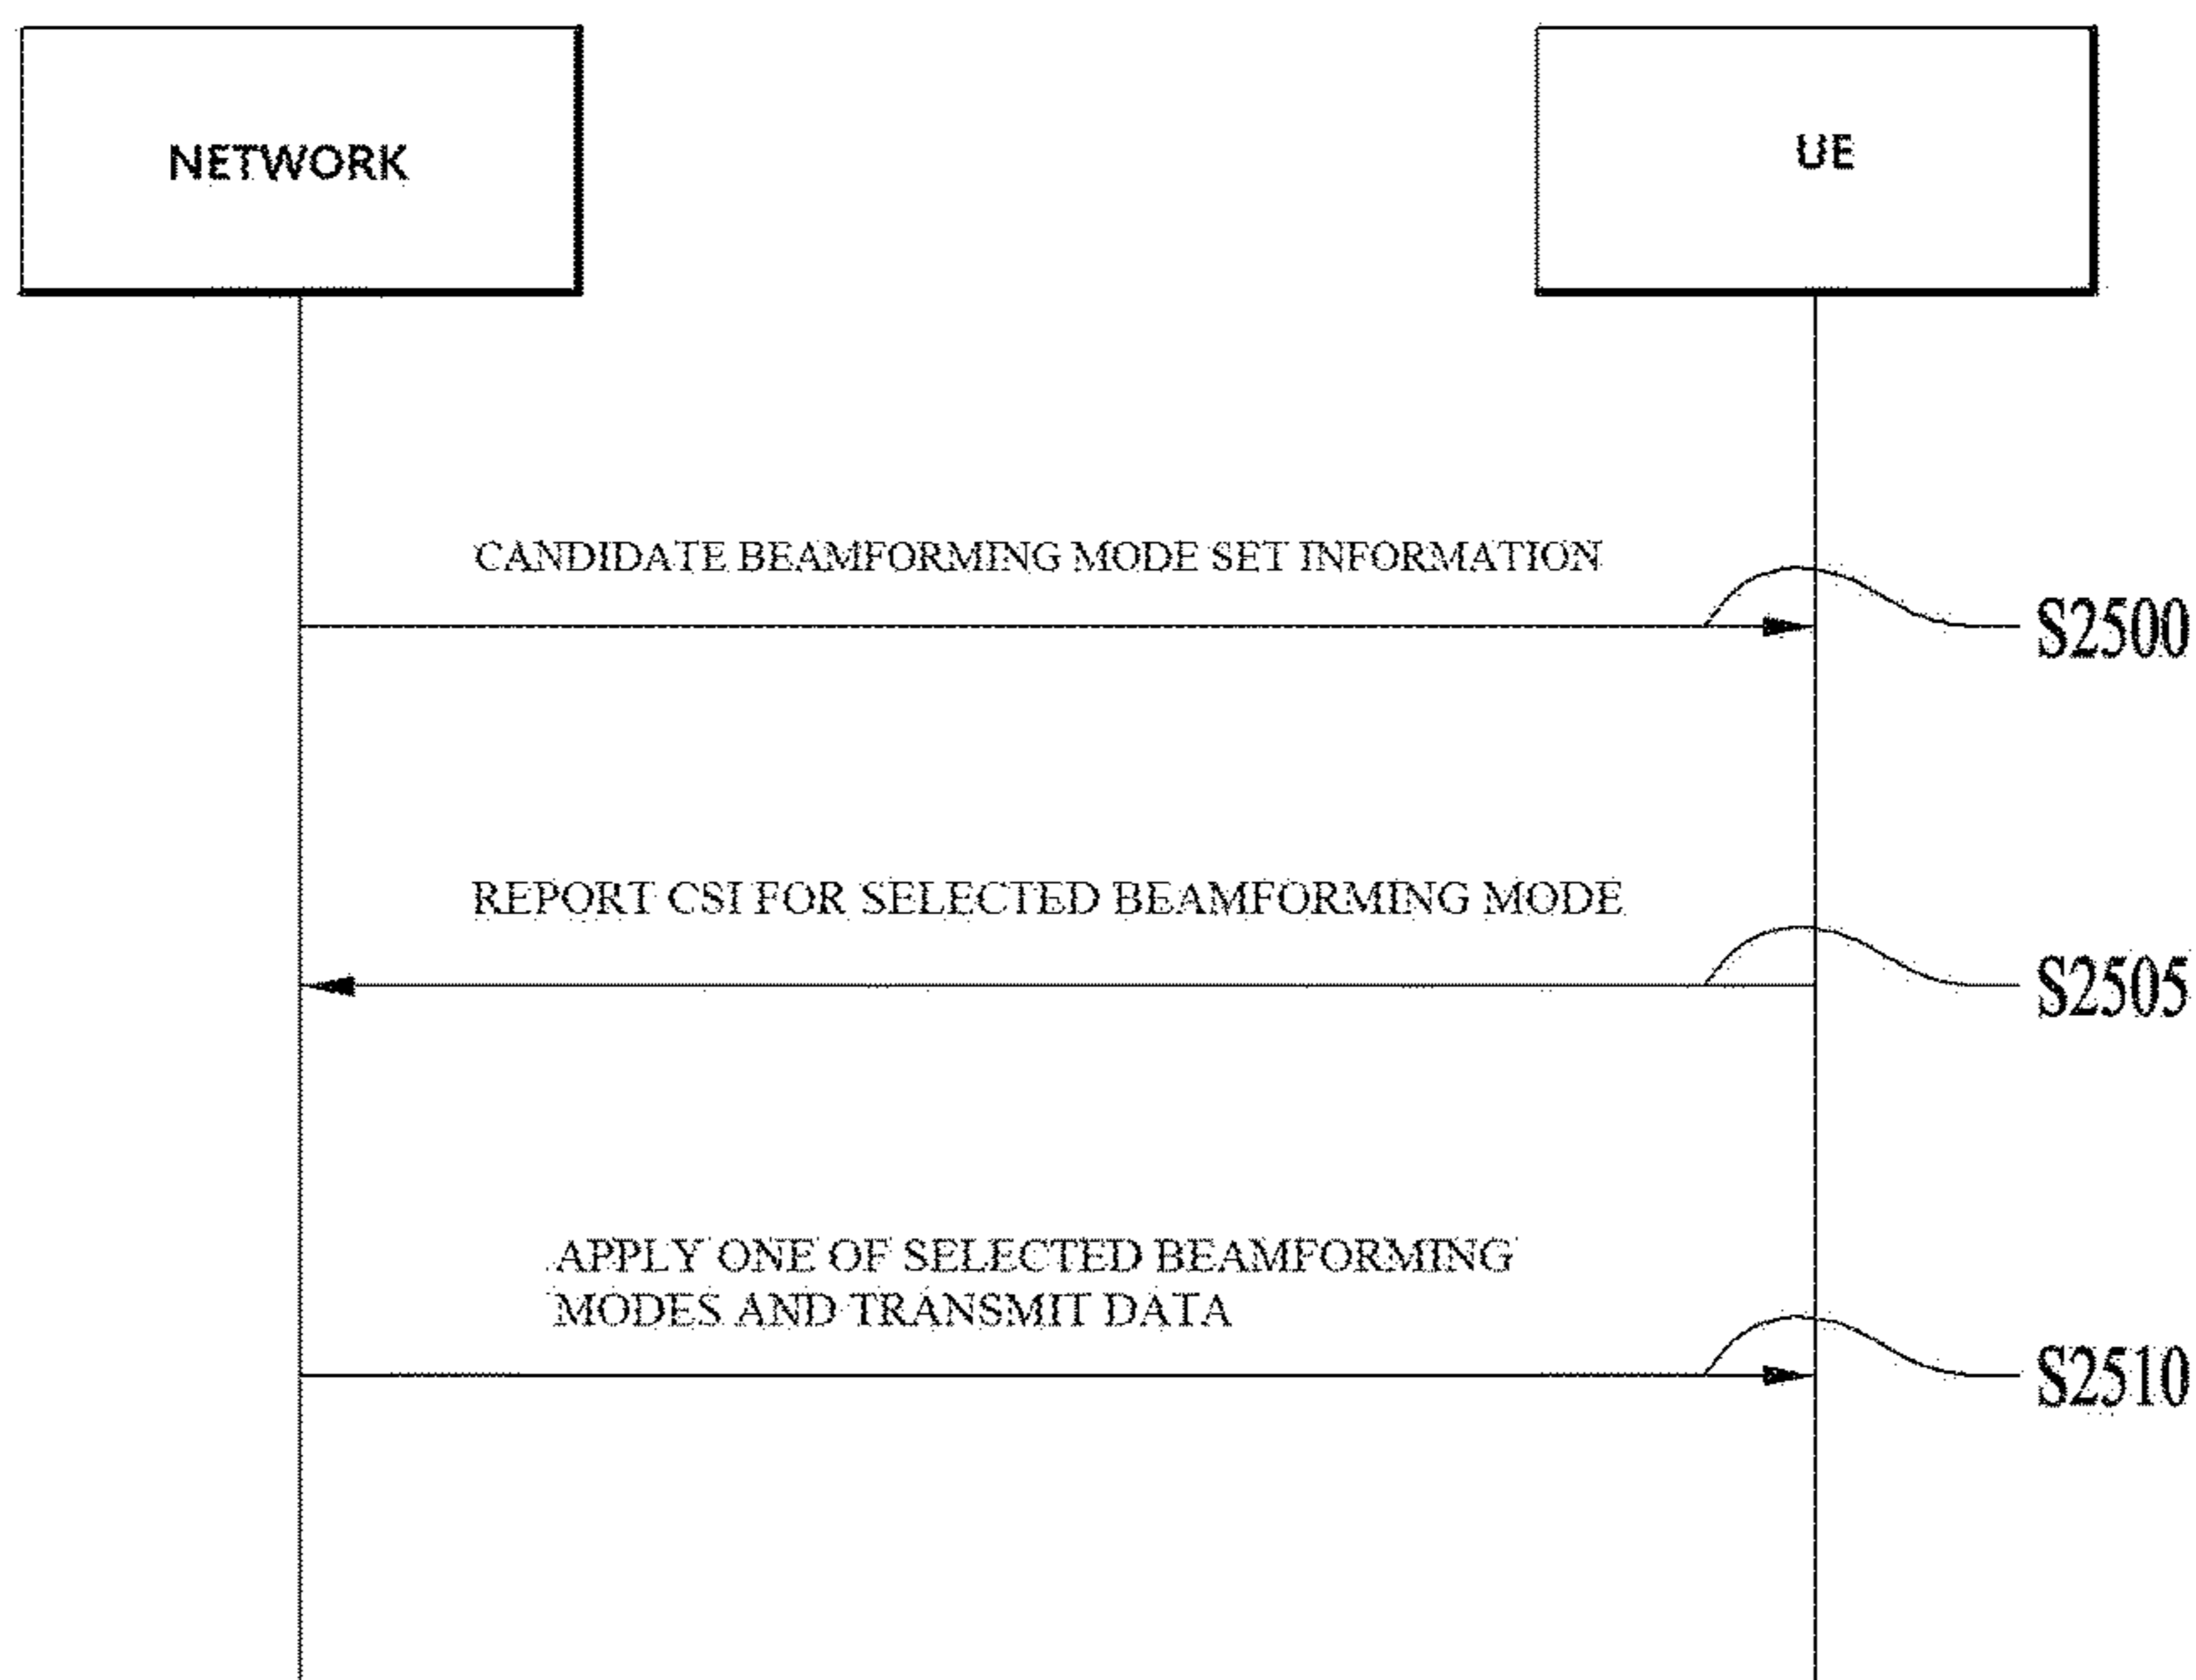 NETWORK
UE
CANDIDATE BEAMFORMING MODE SET INFORMATION
S2500
REPORT CSI FOR SELECTED BEAMFORMING MODE
S2505
APPLY ONE OF SELECTED BEAMFORMING
MODES AND TRANSMIT DATA
S2510